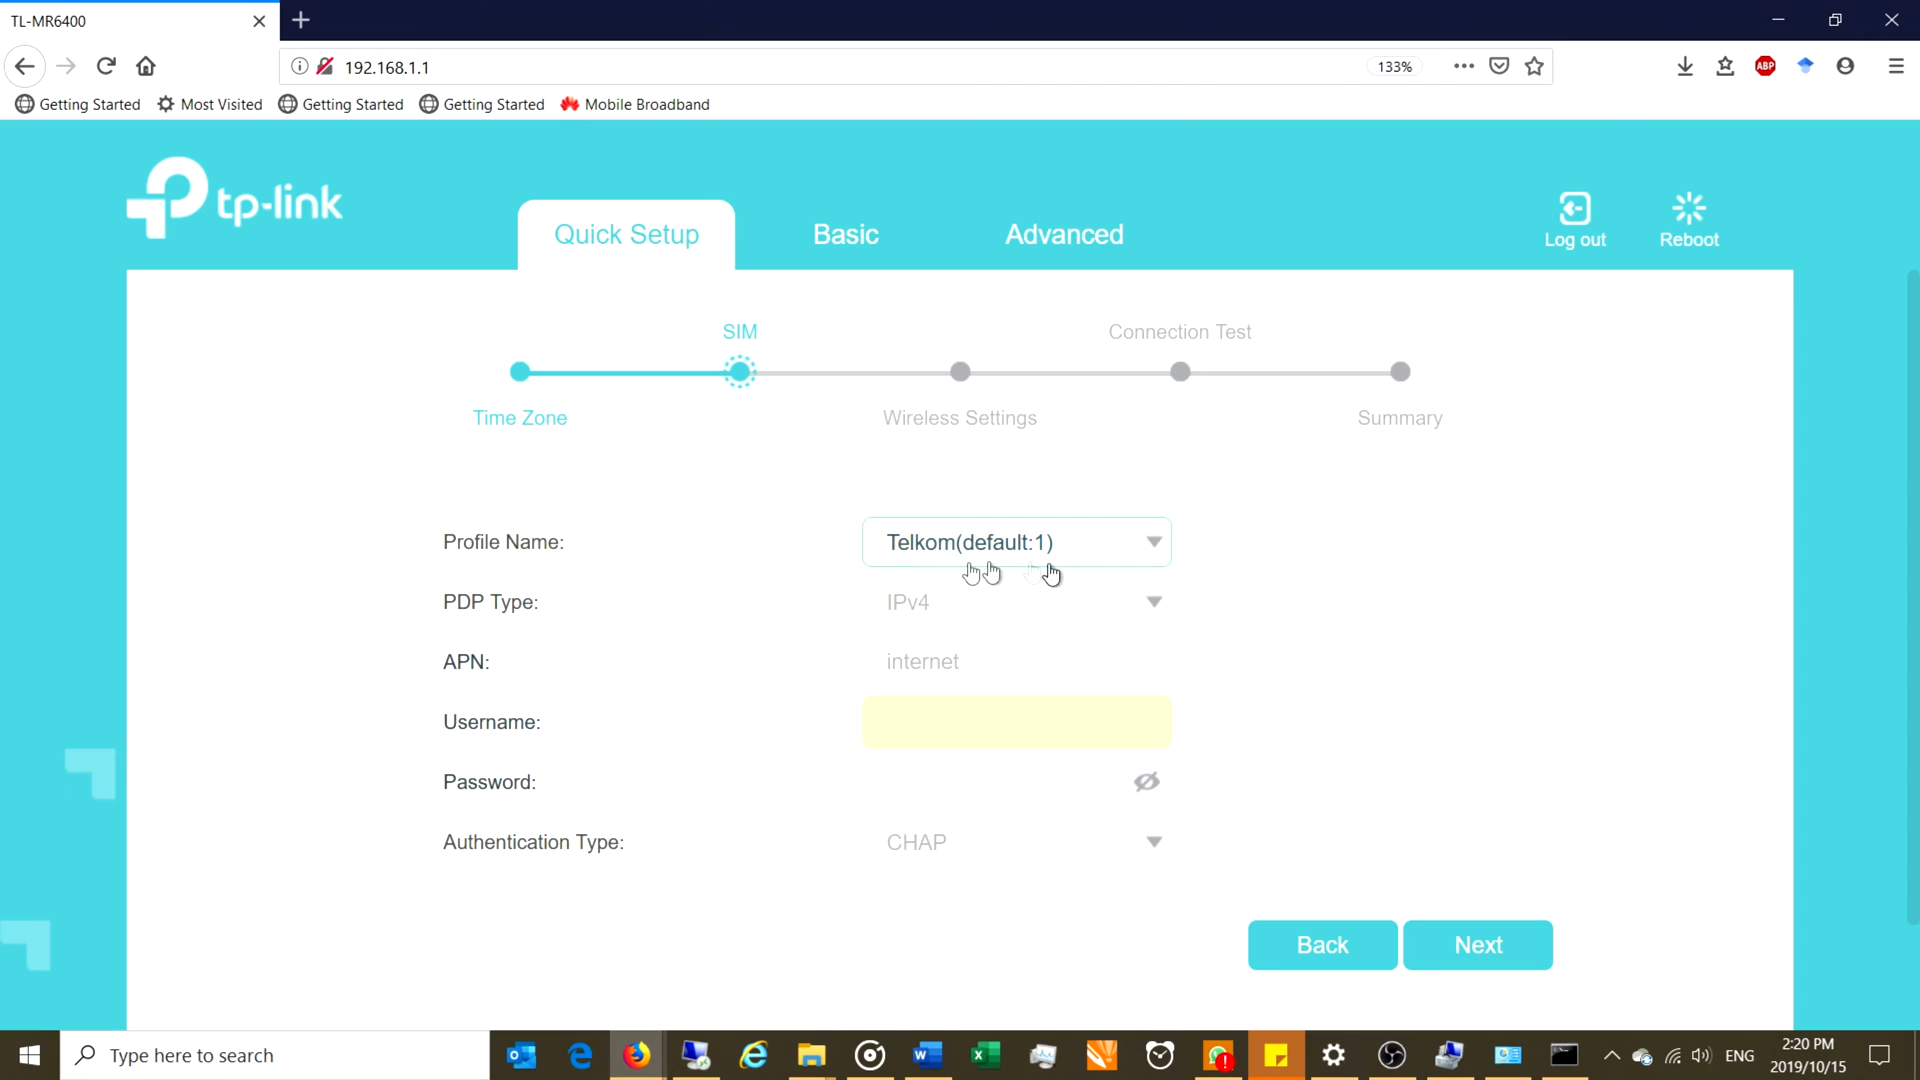 TL-MR6400
192.168.1.1
133%
Getting Started
Most Visited
Getting Started
Getting Started
Mobile Broadband
ABP
tp-link
Quick Setup
Basic
Advanced
Log out
Reboot
SIM
Connection Test
Time Zone
Wireless Settings
Summary
Profile Name:
Telkom(default:1)
PDP Type:
IPv4
APN:
internet
Username:
Password:
Authentication Type:
CHAP
Back
Next
Type here to search
ENG
2:20 PM
2019/10/15